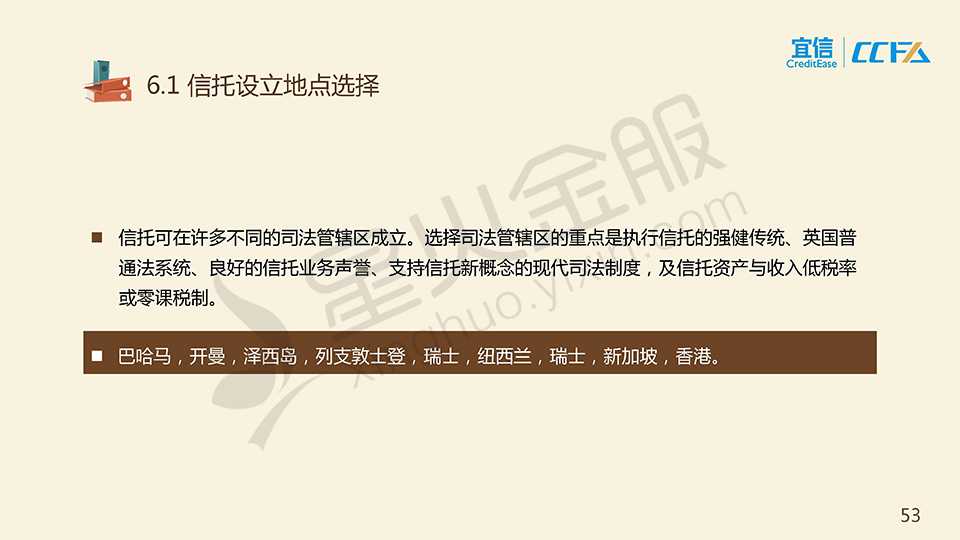 宜信
CreditEase
CCFA
6.1 信托设立地点选择
信托可在许多不同的司法管辖区成立。选择司法管辖区的重点是执行信托的强健传统、英国普
通法系统、良好的信托业务声誉、支持信托新概念的现代司法制度，及信托资产与收入低税率
或零课税制。
巴哈马，开曼，泽西岛，列支敦士登，瑞士，纽西兰，瑞士，新加坡，香港。
星火金服
xinghuo.yixin.com
53